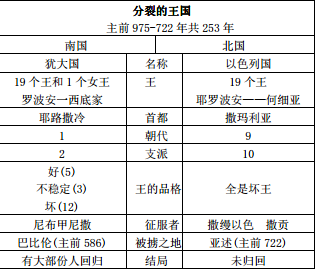 分裂的王国
主前 975-722 年共 253 年
南国 北国
犹大国 名称 以色列国
19 个王和 1 个女王 王 19 个王
罗波安一西底家 耶罗波安——何细亚
耶路撒冷 首都 撒玛利亚
1 朝代 9
2 支派 10
好(5)
不稳定(3) 王的品格 全是坏王
坏(12)
尼布甲尼撒 征服者 撒缦以色 撒贡
巴比伦(主前 586) 被掳之地 亚述(主前 722)
有大部份人回归 结局 未归回